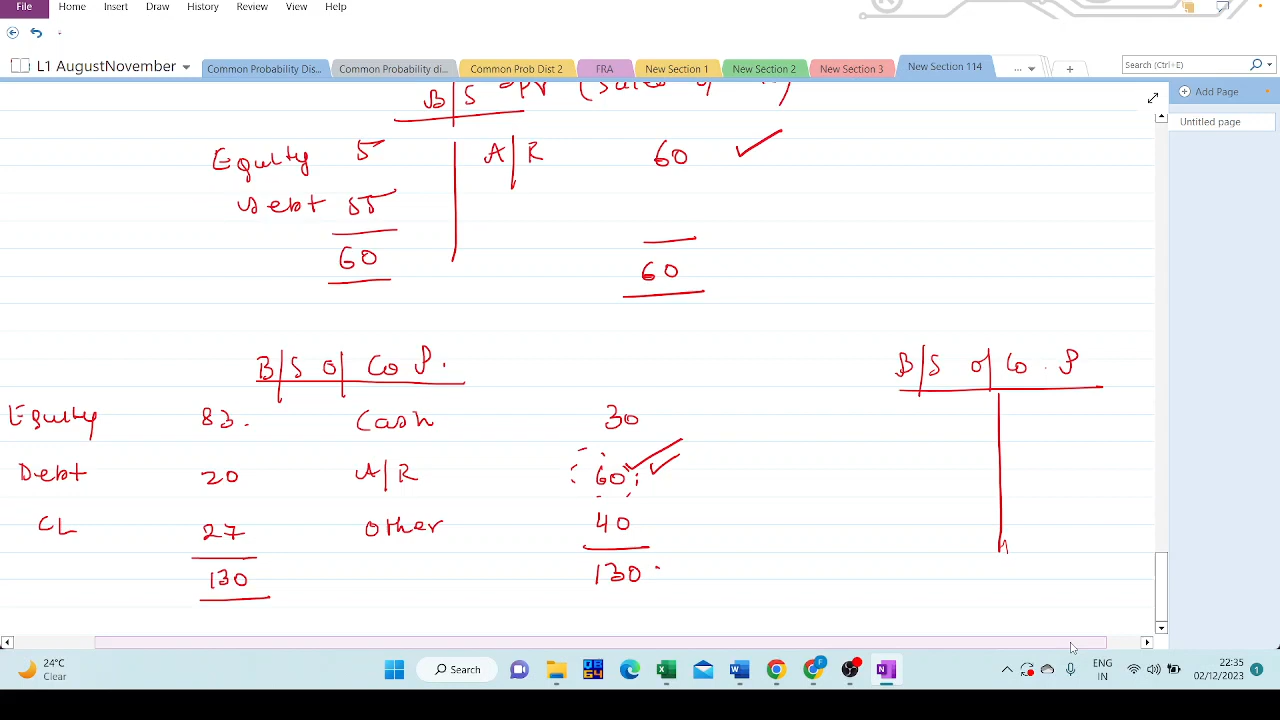 File Home Insert Draw History Review View Help
L1 AugustNovember Common Probability Dis... Common Probability di... Common Prob Dist 2 FRA New Section 1 New Section 2 New Section 3 New Section 114 ... + Search (Ctrl+E)
Add Page
Untitled page
B/S SPV (Sales of
Equity 5 A/R 60
Debt 55
60 60
B/S of Co P. B/S of Co. P
Equity 83. Cash 30
Debt 20 A/R 60
CL 27 Other 40
130 130
24°C
Clear
Search
ENG
IN
22:35
02/12/2023
1